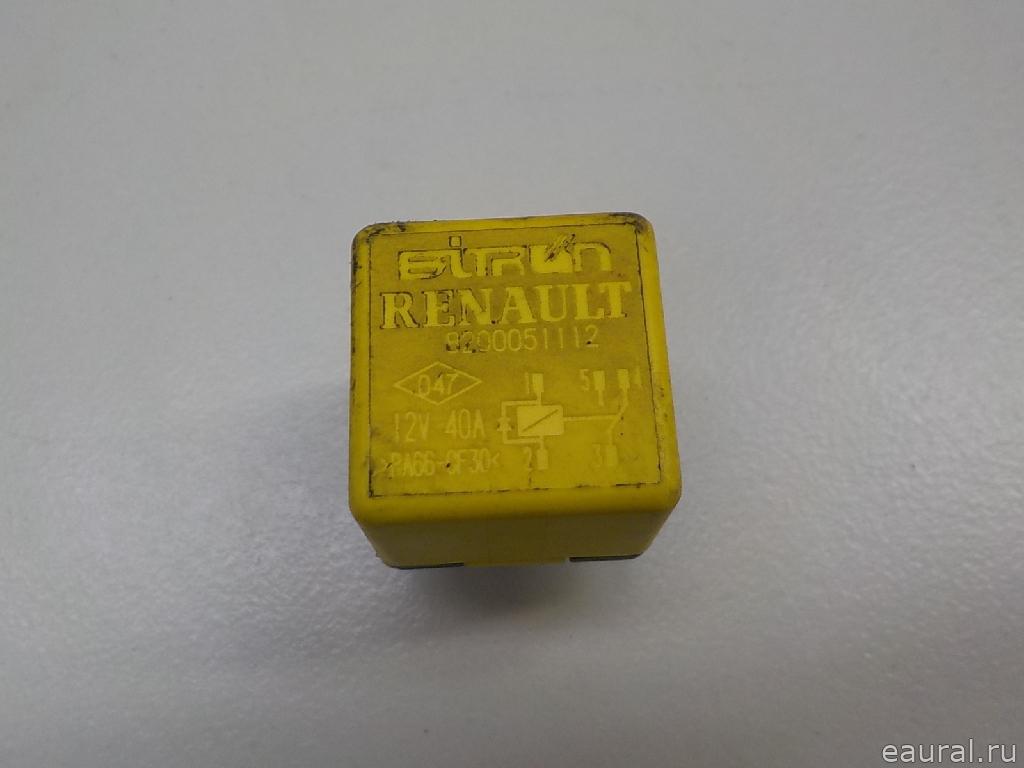 BITRON
RENAULT
8200051112
047
1 5 4
12V 40A
>PA66-GF30< 2 3
eaural.ru